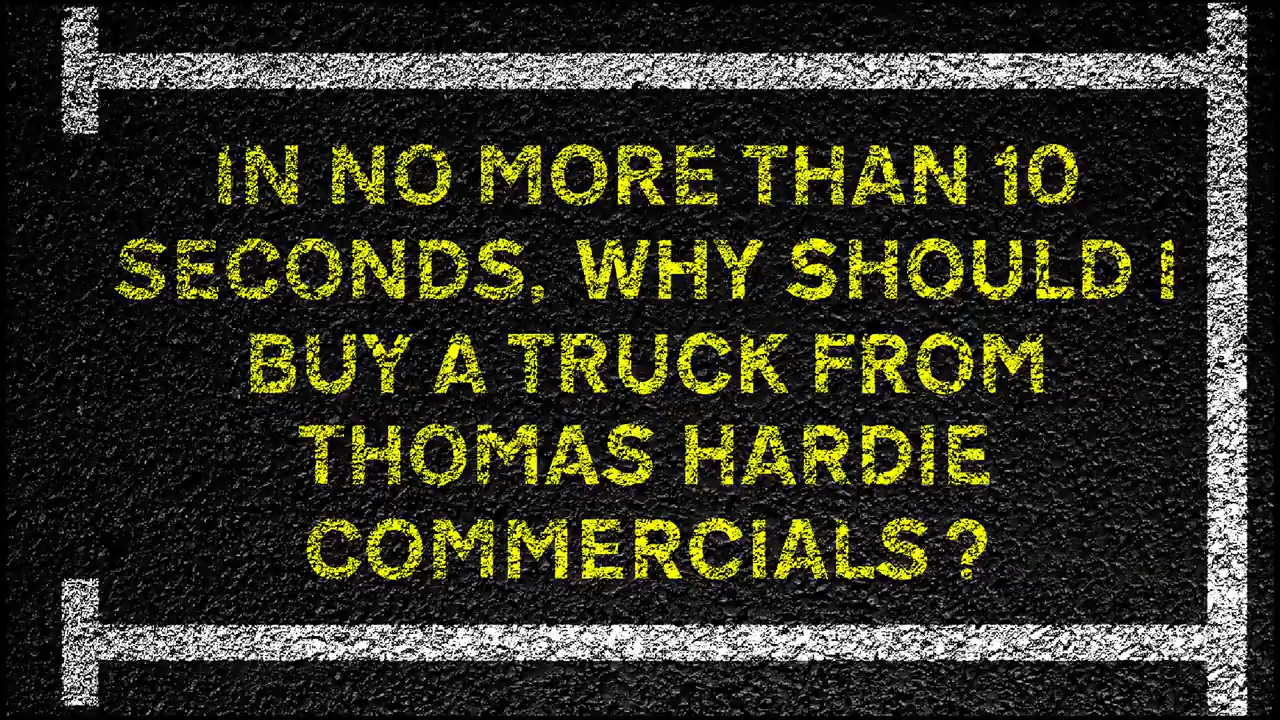 IN NO MORE THAN 10
SECONDS, WHY SHOULD I
BUY A TRUCK FROM
THOMAS HARDIE
COMMERCIALS?